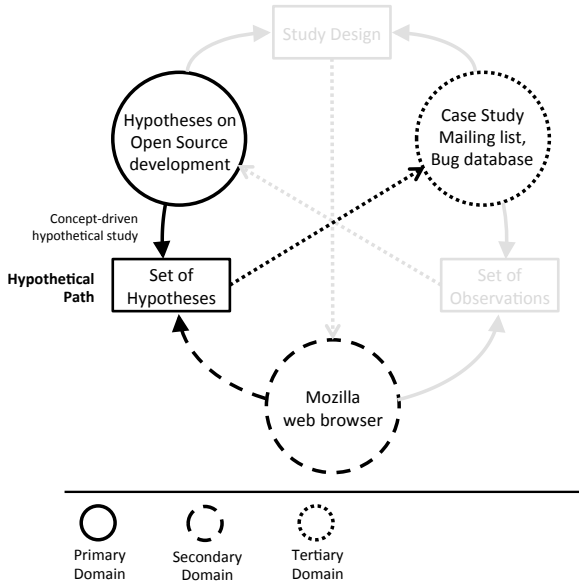 Study Design
Hypotheses on
Open Source
development
Case Study
Mailing list,
Bug database
Concept-driven
hypothetical study
Hypothetical
Path
Set of
Hypotheses
Set of
Observations
Mozilla
web browser
Primary
Domain
Secondary
Domain
Tertiary
Domain